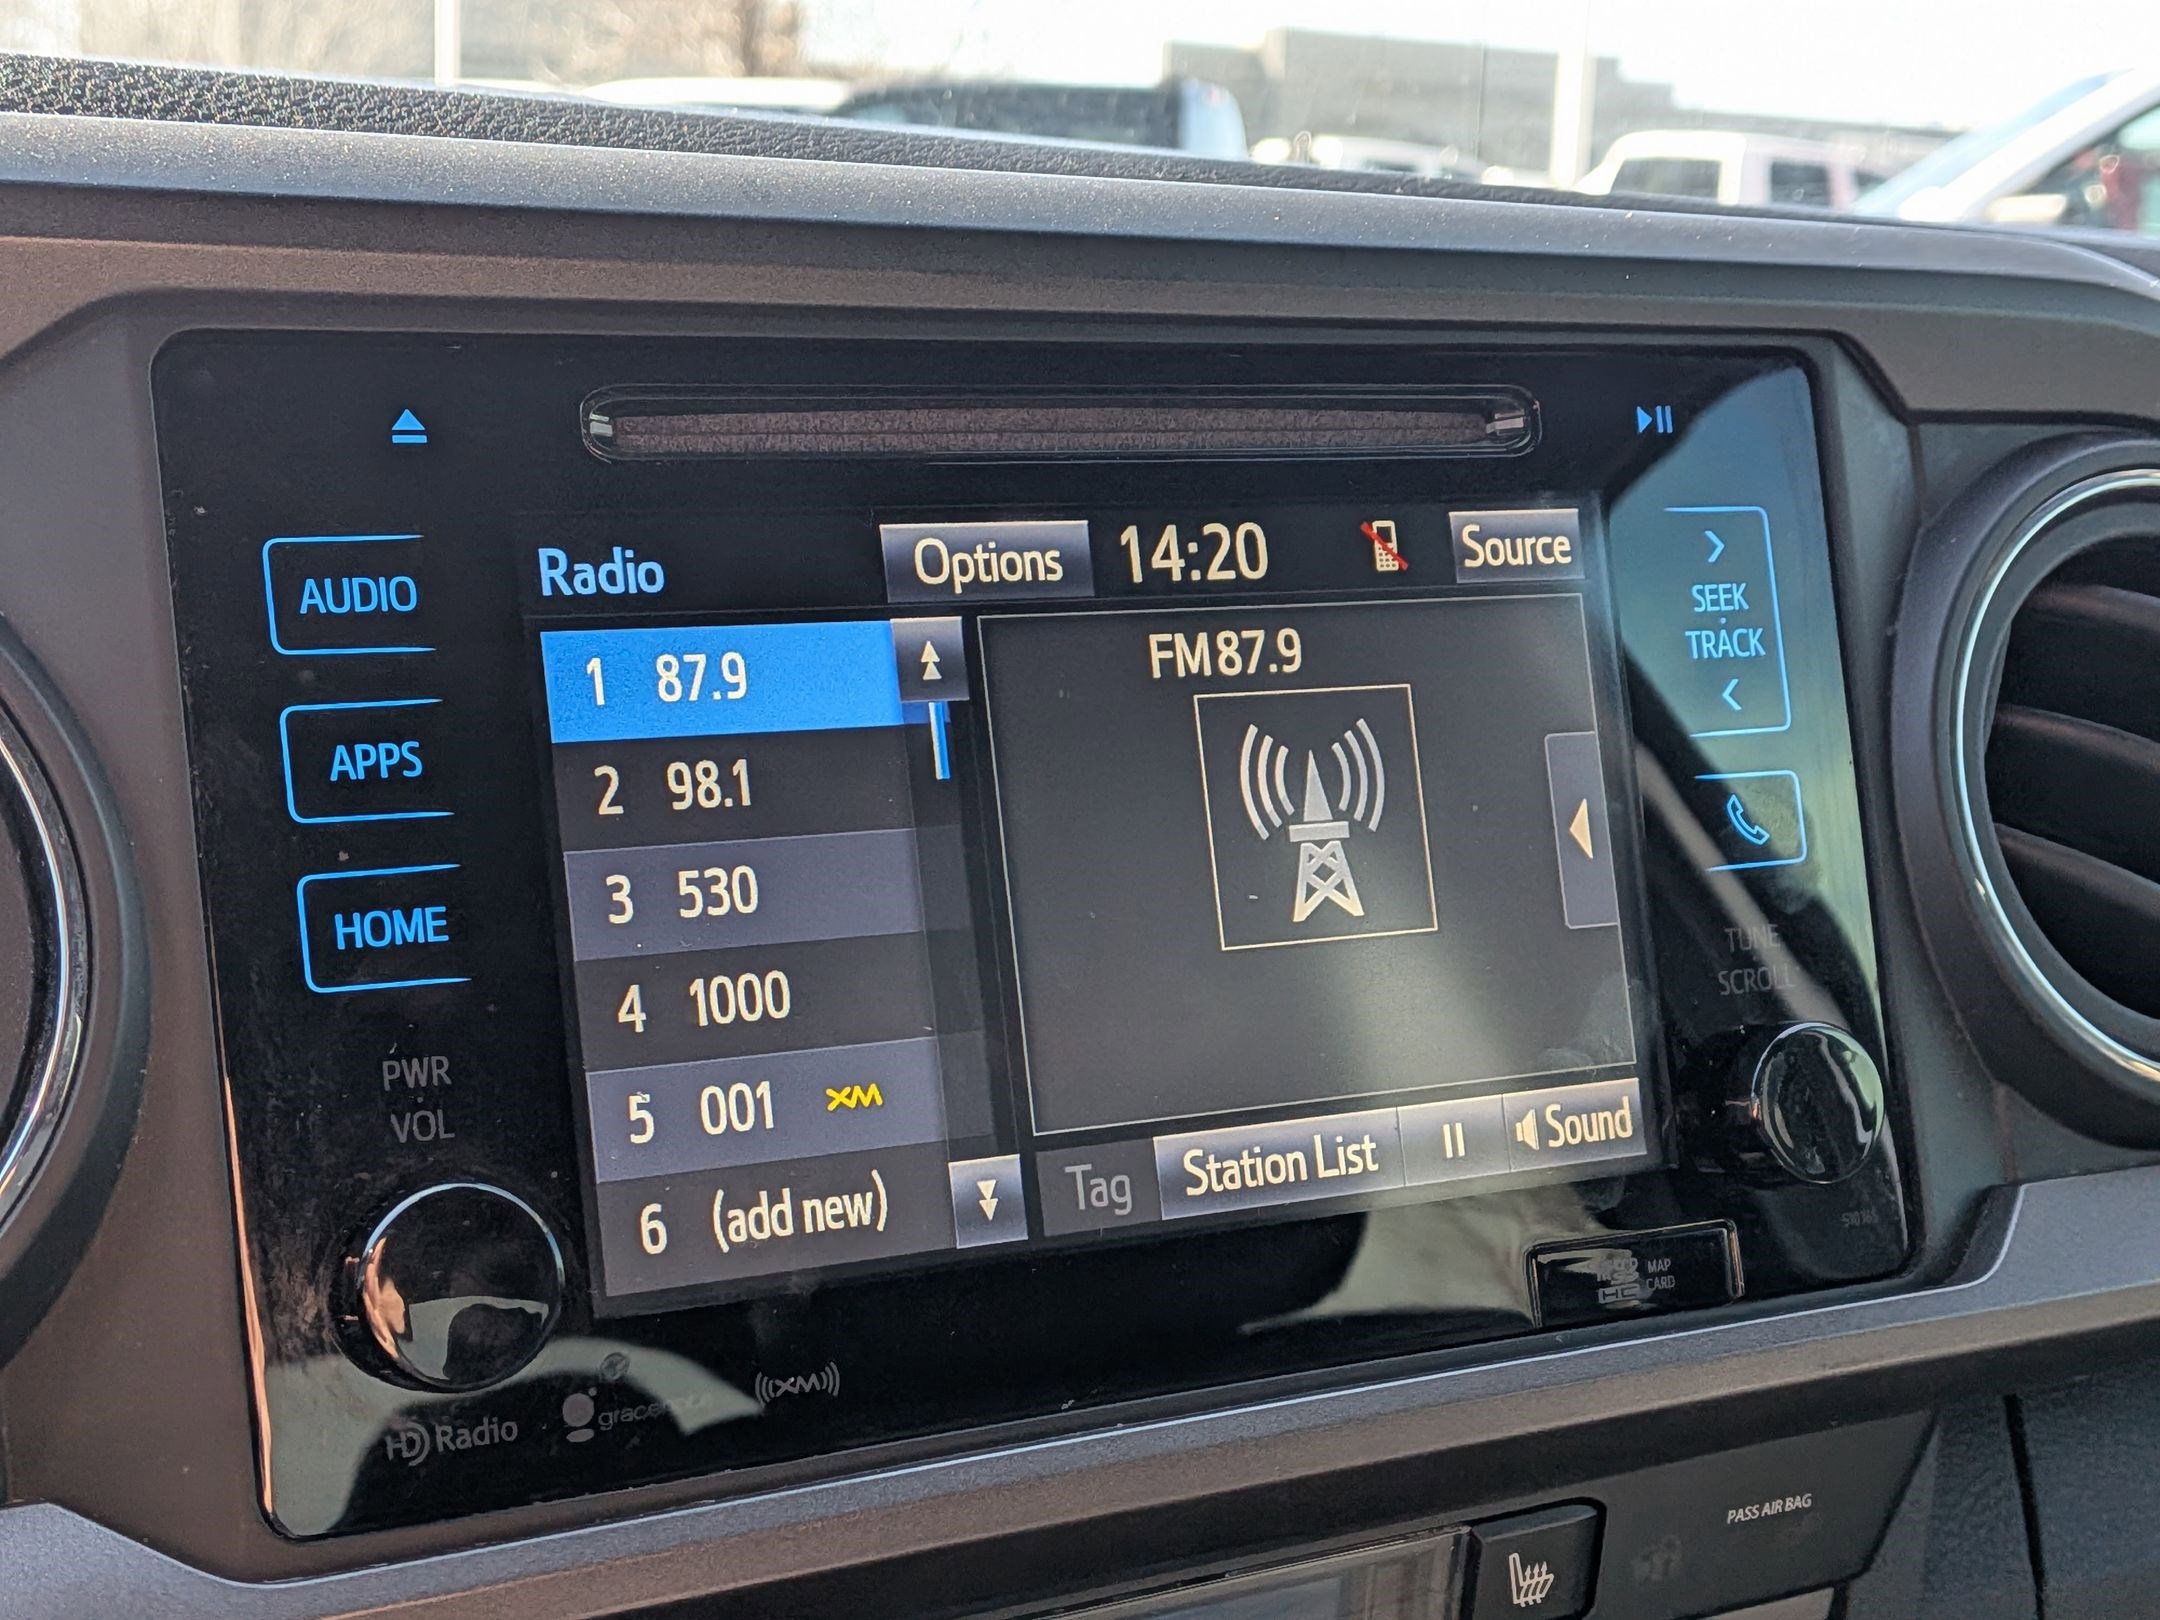 Radio
Options
14:20
Source
AUDIO
APPS
HOME
PWR
VOL
1 87.9
2 98.1
3 530
4 1000
5 001 XM
6 (add new)
FM87.9
Tag
Station List
Sound
SEEK
TRACK
TUNE
SCROLL
MAP
CARD
HD Radio
gracenote
((XM))
PASS AIR BAG